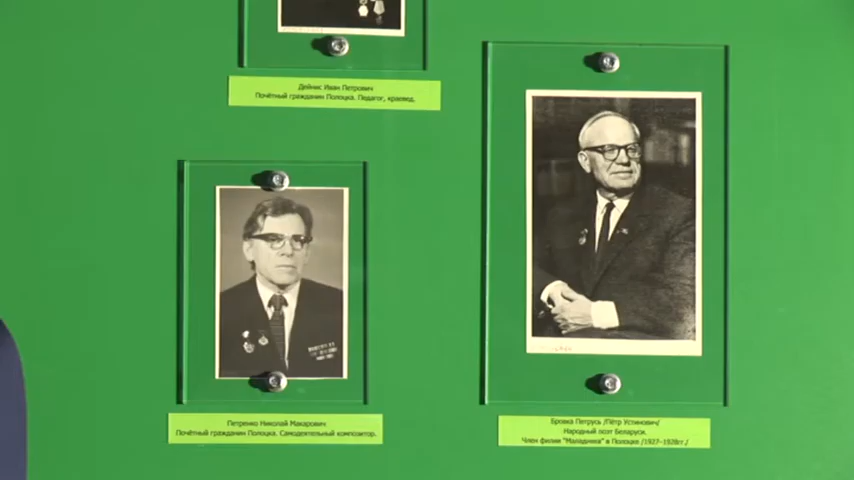 Дейнис Иван Петрович
Почётный гражданин Полоцка. Педагог, краевед.
Петренко Николай Макарович
Почётный гражданин Полоцка. Самодеятельный композитор.
Бровка Петрусь /Пётр Устинович/
Народный поэт Беларуси.
Член филии "Маладняка" в Полоцке /1927-1928гг./